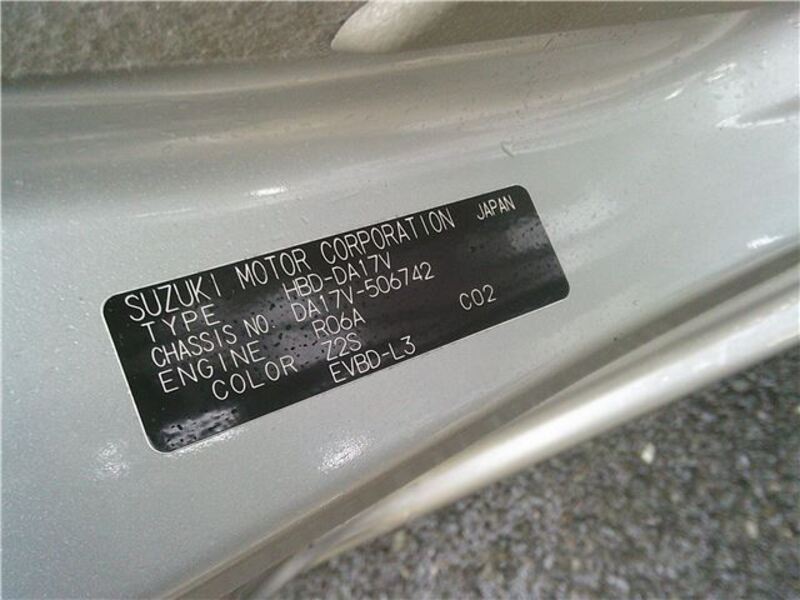 SUZUKI MOTOR CORPORATION JAPAN
TYPE HBD-DA17V
CHASSIS NO. DA17V-506742
ENGINE R06A C02
COLOR Z2S
EVBD-L3